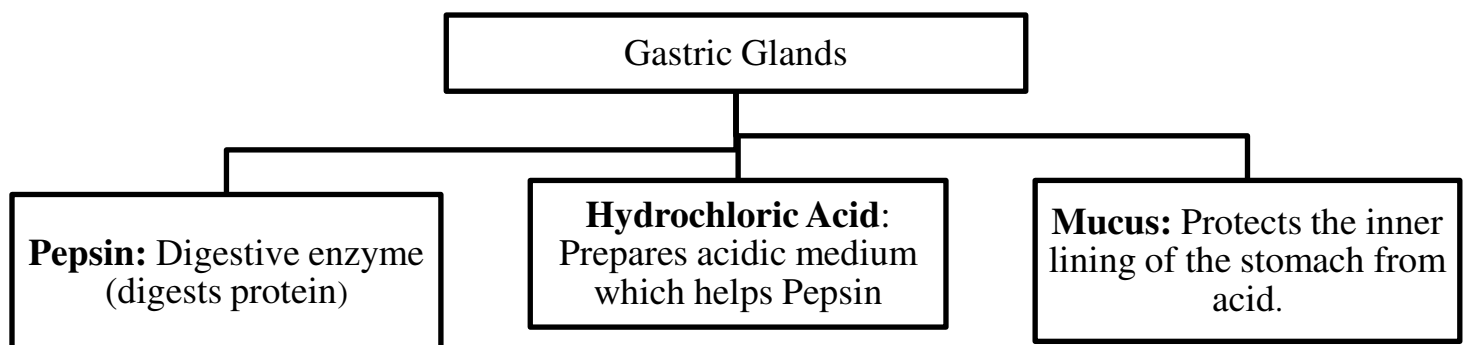 Gastric Glands
Pepsin: Digestive enzyme
(digests protein)
Hydrochloric Acid:
Prepares acidic medium
which helps Pepsin
Mucus: Protects the inner
lining of the stomach from
acid.